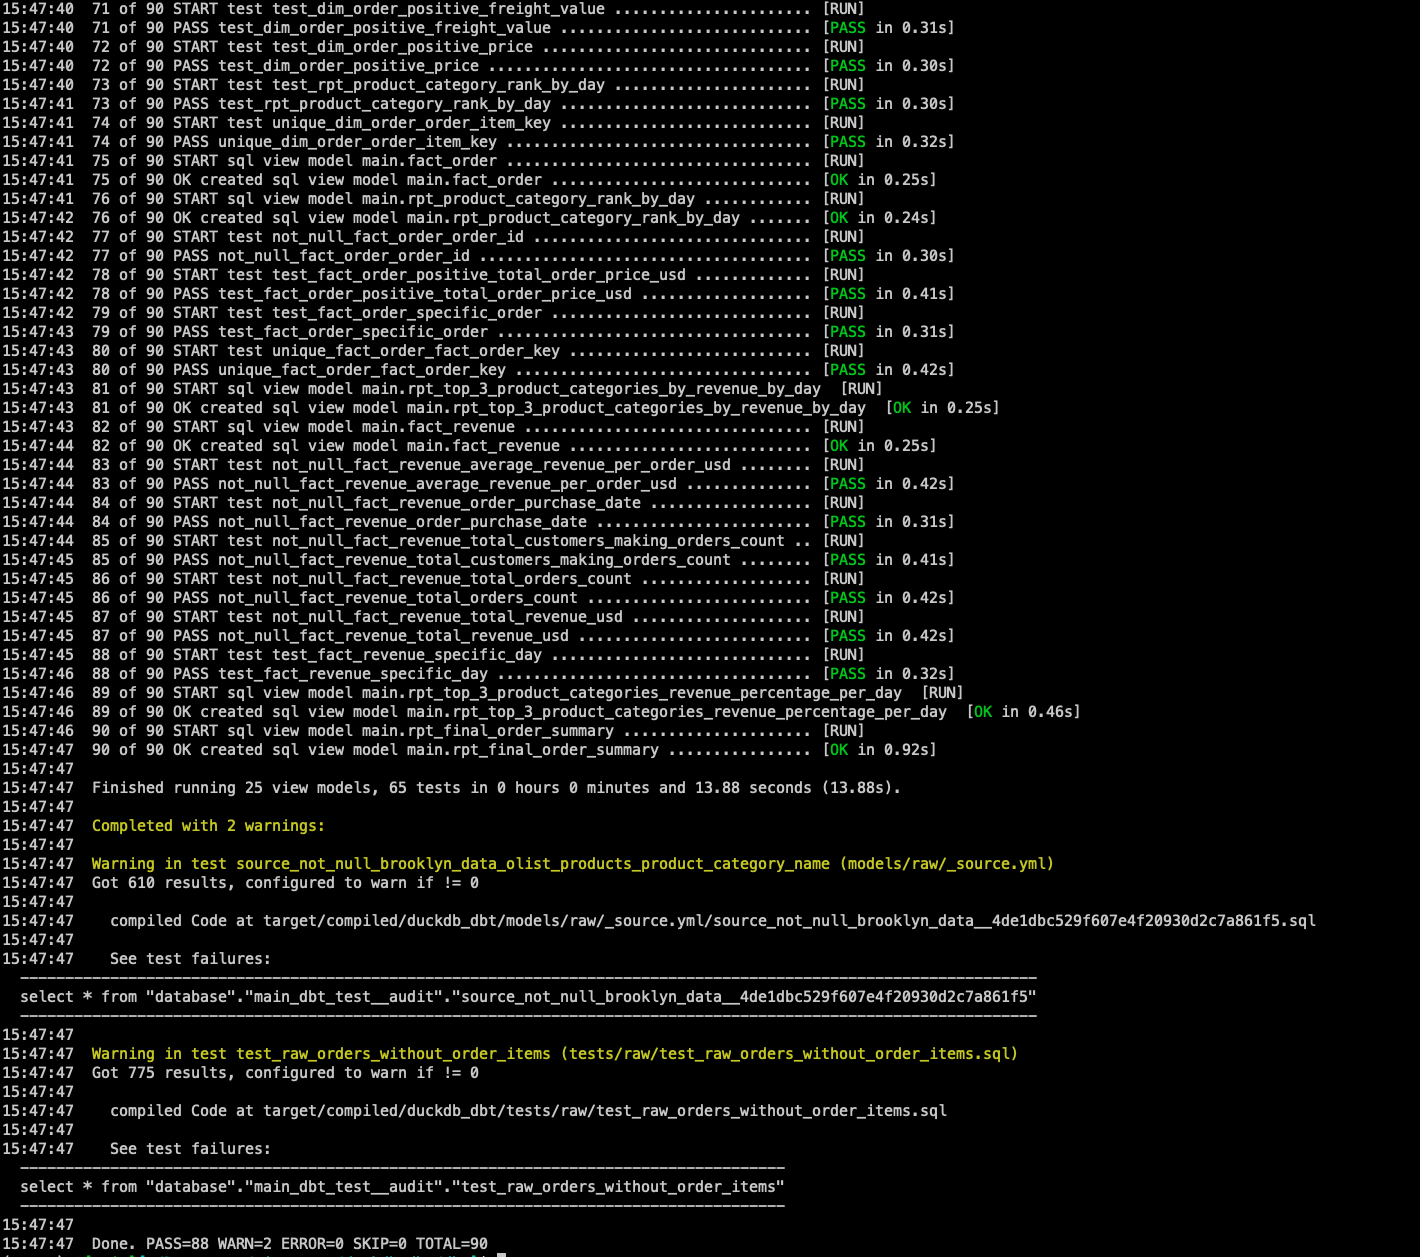 15:47:40  71 of 90 START test test_dim_order_positive_freight_value ...................... [RUN]
15:47:40  71 of 90 PASS test_dim_order_positive_freight_value ............................ [PASS in 0.31s]
15:47:40  72 of 90 START test test_dim_order_positive_price .............................. [RUN]
15:47:40  72 of 90 PASS test_dim_order_positive_price .................................... [PASS in 0.30s]
15:47:40  73 of 90 START test test_rpt_product_category_rank_by_day ...................... [RUN]
15:47:41  73 of 90 PASS test_rpt_product_category_rank_by_day ............................ [PASS in 0.30s]
15:47:41  74 of 90 START test unique_dim_order_order_item_key ............................ [RUN]
15:47:41  74 of 90 PASS unique_dim_order_order_item_key .................................. [PASS in 0.32s]
15:47:41  75 of 90 START sql view model main.fact_order .................................. [RUN]
15:47:41  75 of 90 OK created sql view model main.fact_order ............................. [OK in 0.25s]
15:47:41  76 of 90 START sql view model main.rpt_product_category_rank_by_day ............ [RUN]
15:47:42  76 of 90 OK created sql view model main.rpt_product_category_rank_by_day ....... [OK in 0.24s]
15:47:42  77 of 90 START test not_null_fact_order_order_id ............................... [RUN]
15:47:42  77 of 90 PASS not_null_fact_order_order_id ..................................... [PASS in 0.30s]
15:47:42  78 of 90 START test test_fact_order_positive_total_order_price_usd ............. [RUN]
15:47:42  78 of 90 PASS test_fact_order_positive_total_order_price_usd ................... [PASS in 0.41s]
15:47:42  79 of 90 START test test_fact_order_specific_order ............................. [RUN]
15:47:43  79 of 90 PASS test_fact_order_specific_order ................................... [PASS in 0.31s]
15:47:43  80 of 90 START test unique_fact_order_fact_order_key ........................... [RUN]
15:47:43  80 of 90 PASS unique_fact_order_fact_order_key ................................. [PASS in 0.42s]
15:47:43  81 of 90 START sql view model main.rpt_top_3_product_categories_by_revenue_by_day  [RUN]
15:47:43  81 of 90 OK created sql view model main.rpt_top_3_product_categories_by_revenue_by_day  [OK in 0.25s]
15:47:43  82 of 90 START sql view model main.fact_revenue ................................ [RUN]
15:47:44  82 of 90 OK created sql view model main.fact_revenue ........................... [OK in 0.25s]
15:47:44  83 of 90 START test not_null_fact_revenue_average_revenue_per_order_usd ........ [RUN]
15:47:44  83 of 90 PASS not_null_fact_revenue_average_revenue_per_order_usd .............. [PASS in 0.42s]
15:47:44  84 of 90 START test not_null_fact_revenue_order_purchase_date .................. [RUN]
15:47:44  84 of 90 PASS not_null_fact_revenue_order_purchase_date ........................ [PASS in 0.31s]
15:47:44  85 of 90 START test not_null_fact_revenue_total_customers_making_orders_count .. [RUN]
15:47:45  85 of 90 PASS not_null_fact_revenue_total_customers_making_orders_count ........ [PASS in 0.41s]
15:47:45  86 of 90 START test not_null_fact_revenue_total_orders_count ................... [RUN]
15:47:45  86 of 90 PASS not_null_fact_revenue_total_orders_count ......................... [PASS in 0.42s]
15:47:45  87 of 90 START test not_null_fact_revenue_total_revenue_usd .................... [RUN]
15:47:45  87 of 90 PASS not_null_fact_revenue_total_revenue_usd .......................... [PASS in 0.42s]
15:47:45  88 of 90 START test test_fact_revenue_specific_day ............................. [RUN]
15:47:46  88 of 90 PASS test_fact_revenue_specific_day ................................... [PASS in 0.32s]
15:47:46  89 of 90 START sql view model main.rpt_top_3_product_categories_revenue_percentage_per_day  [RUN]
15:47:46  89 of 90 OK created sql view model main.rpt_top_3_product_categories_revenue_percentage_per_day  [OK in 0.46s]
15:47:46  90 of 90 START sql view model main.rpt_final_order_summary ..................... [RUN]
15:47:47  90 of 90 OK created sql view model main.rpt_final_order_summary ................ [OK in 0.92s]
15:47:47
15:47:47  Finished running 25 view models, 65 tests in 0 hours 0 minutes and 13.88 seconds (13.88s).
15:47:47
15:47:47  Completed with 2 warnings:
15:47:47
15:47:47  Warning in test source_not_null_brooklyn_data_olist_products_product_category_name (models/raw/_source.yml)
15:47:47  Got 610 results, configured to warn if != 0
15:47:47
15:47:47    compiled Code at target/compiled/duckdb_dbt/models/raw/_source.yml/source_not_null_brooklyn_data__4de1dbc529f607e4f20930d2c7a861f5.sql
15:47:47
15:47:47    See test failures:
select * from "database"."main_dbt_test__audit"."source_not_null_brooklyn_data__4de1dbc529f607e4f20930d2c7a861f5"
15:47:47
15:47:47  Warning in test test_raw_orders_without_order_items (tests/raw/test_raw_orders_without_order_items.sql)
15:47:47  Got 775 results, configured to warn if != 0
15:47:47
15:47:47    compiled Code at target/compiled/duckdb_dbt/tests/raw/test_raw_orders_without_order_items.sql
15:47:47
15:47:47    See test failures:
select * from "database"."main_dbt_test__audit"."test_raw_orders_without_order_items"
15:47:47
15:47:47  Done. PASS=88 WARN=2 ERROR=0 SKIP=0 TOTAL=90